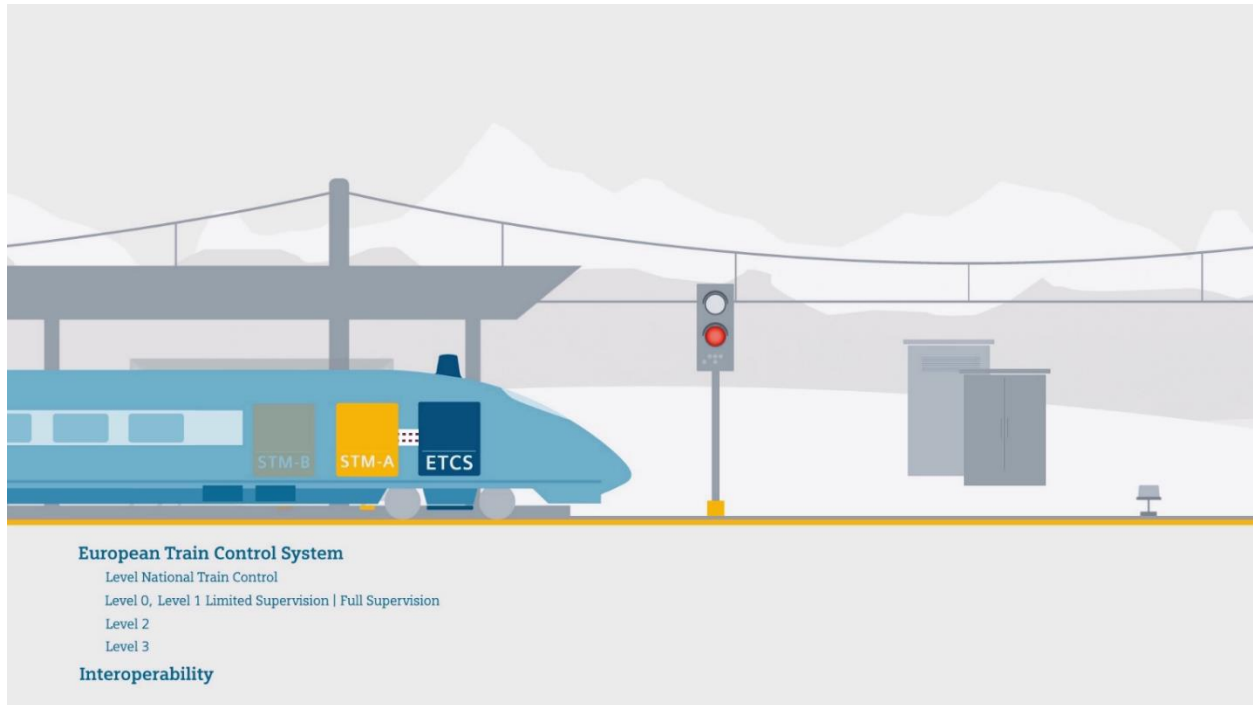 STM-B STM-A ETCS
European Train Control System
Level National Train Control
Level 0, Level 1 Limited Supervision | Full Supervision
Level 2
Level 3
Interoperability